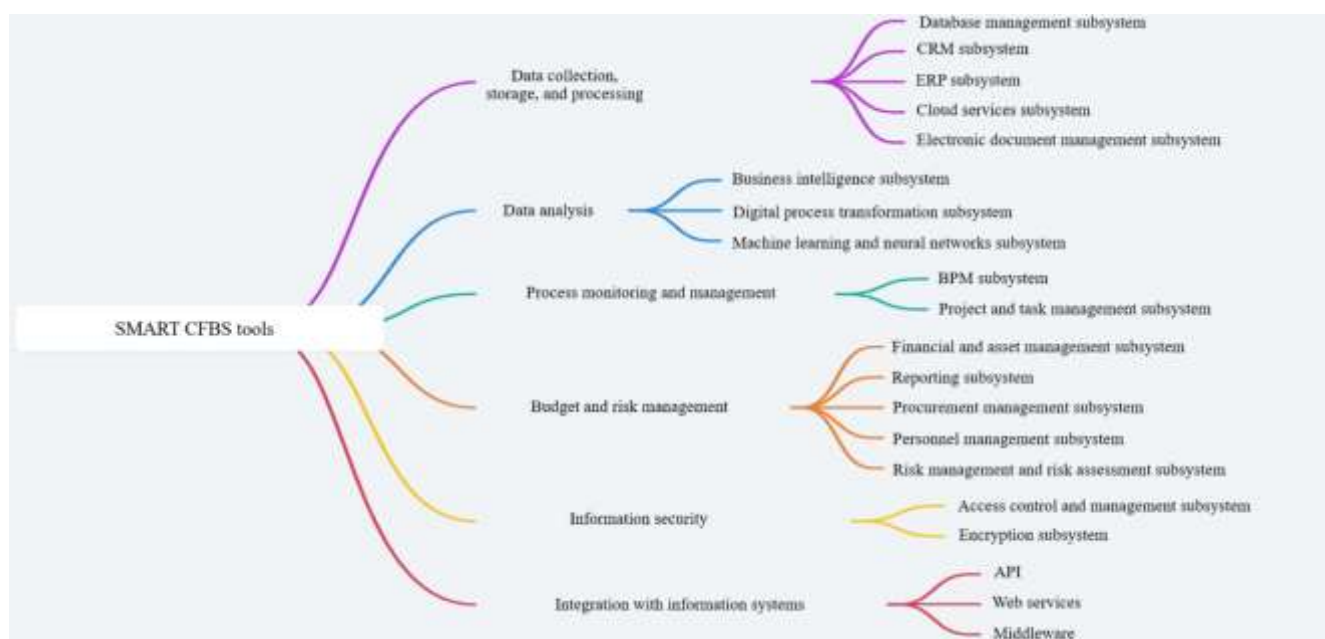 SMART CFBS tools
Data collection,
storage, and processing
Database management subsystem
CRM subsystem
ERP subsystem
Cloud services subsystem
Electronic document management subsystem
Data analysis
Business intelligence subsystem
Digital process transformation subsystem
Machine learning and neural networks subsystem
Process monitoring and management
BPM subsystem
Project and task management subsystem
Budget and risk management
Financial and asset management subsystem
Reporting subsystem
Procurement management subsystem
Personnel management subsystem
Risk management and risk assessment subsystem
Information security
Access control and management subsystem
Encryption subsystem
Integration with information systems
API
Web services
Middleware